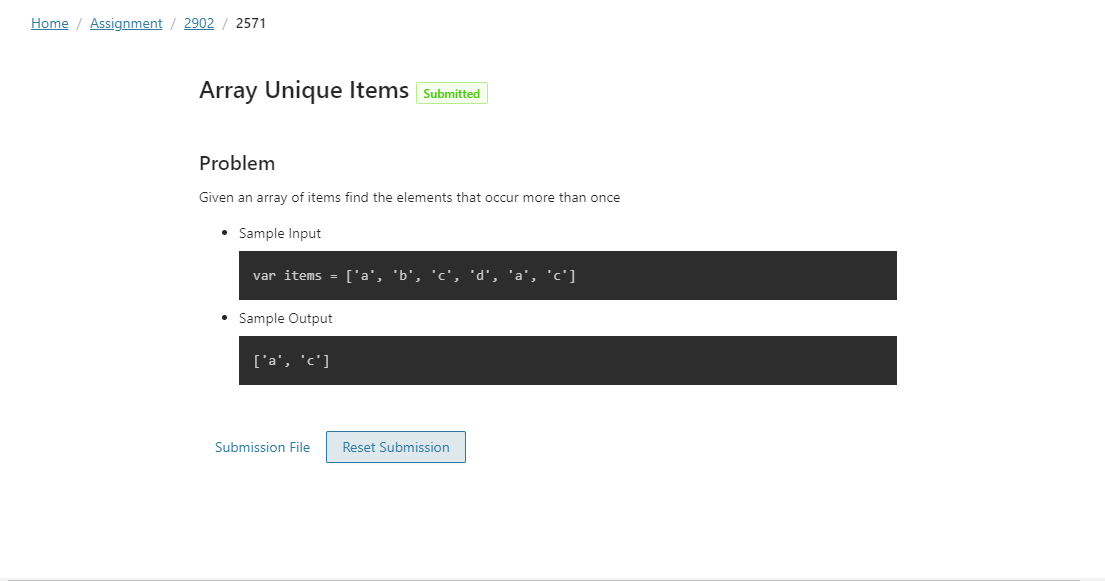 Home / Assignment / 2902 / 2571
Array Unique Items Submitted
Problem
Given an array of items find the elements that occur more than once
• Sample Input
var items = ['a', 'b', 'c', 'd', 'a', 'c']
• Sample Output
['a', 'c']
Submission File Reset Submission